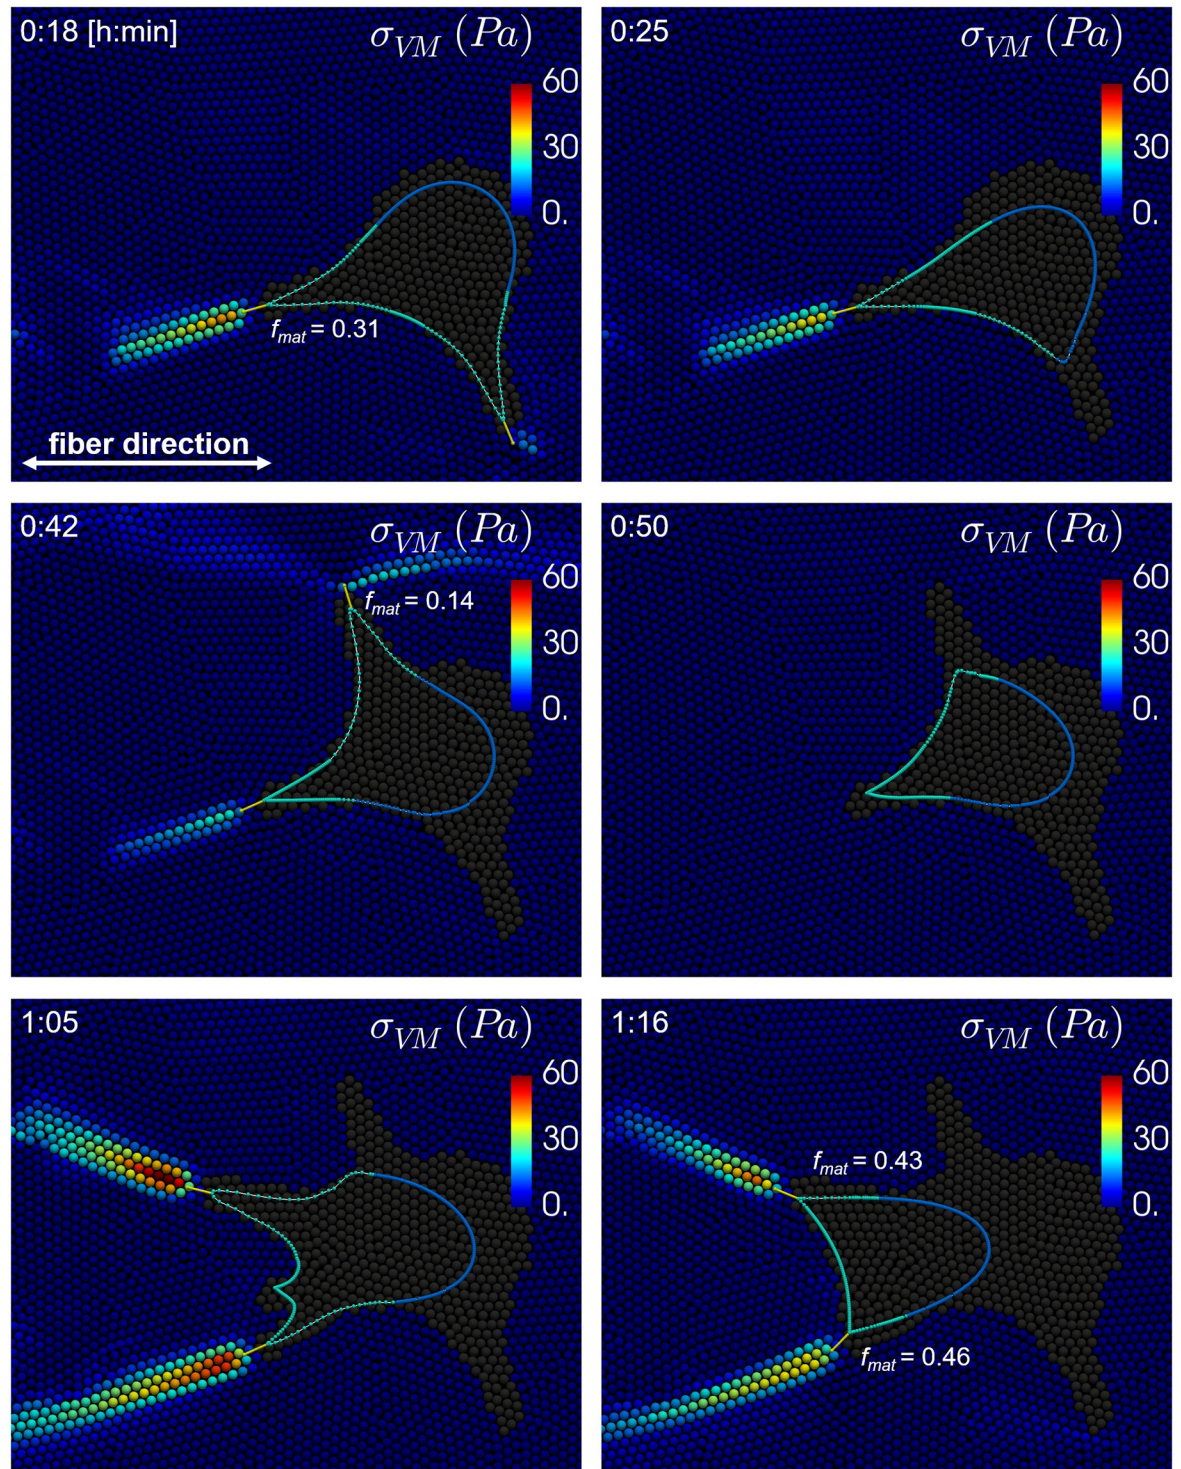 0:18 [h:min]
σVM (Pa)
60
30
0.
fmat = 0.31
fiber direction
0:25
σVM (Pa)
60
30
0.
0:42
σVM (Pa)
60
30
0.
fmat = 0.14
0:50
σVM (Pa)
60
30
0.
1:05
σVM (Pa)
60
30
0.
1:16
σVM (Pa)
60
30
0.
fmat = 0.43
fmat = 0.46